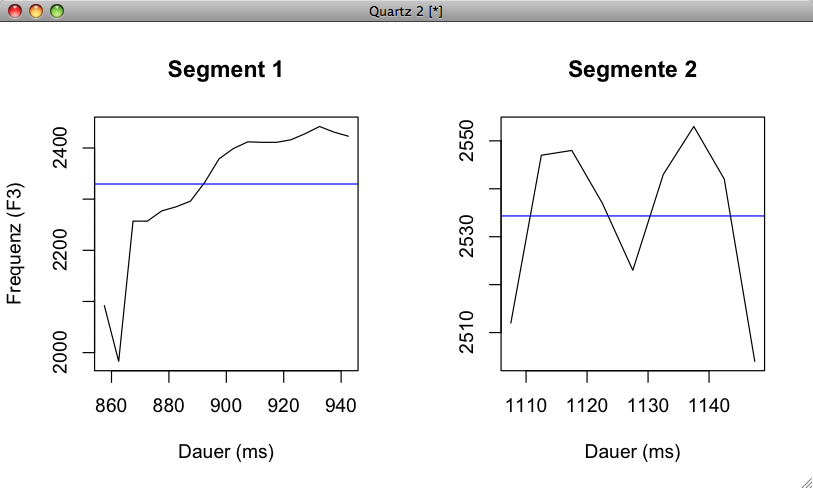 Quartz 2 [*]
Segment 1
Frequenz (F3)
2400
2200
2000
860 880 900 920 940
Dauer (ms)
Segmente 2
2550
2530
2510
1110 1120 1130 1140
Dauer (ms)